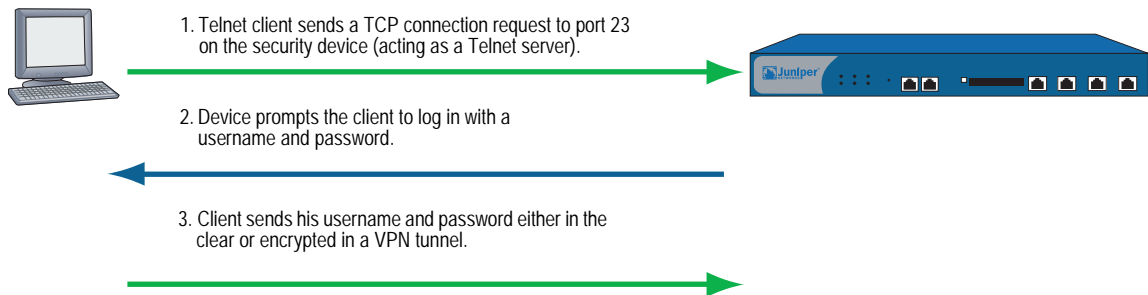 1. Telnet client sends a TCP connection request to port 23
on the security device (acting as a Telnet server).
Juniper
NETWORKS
2. Device prompts the client to log in with a
username and password.
3. Client sends his username and password either in the
clear or encrypted in a VPN tunnel.